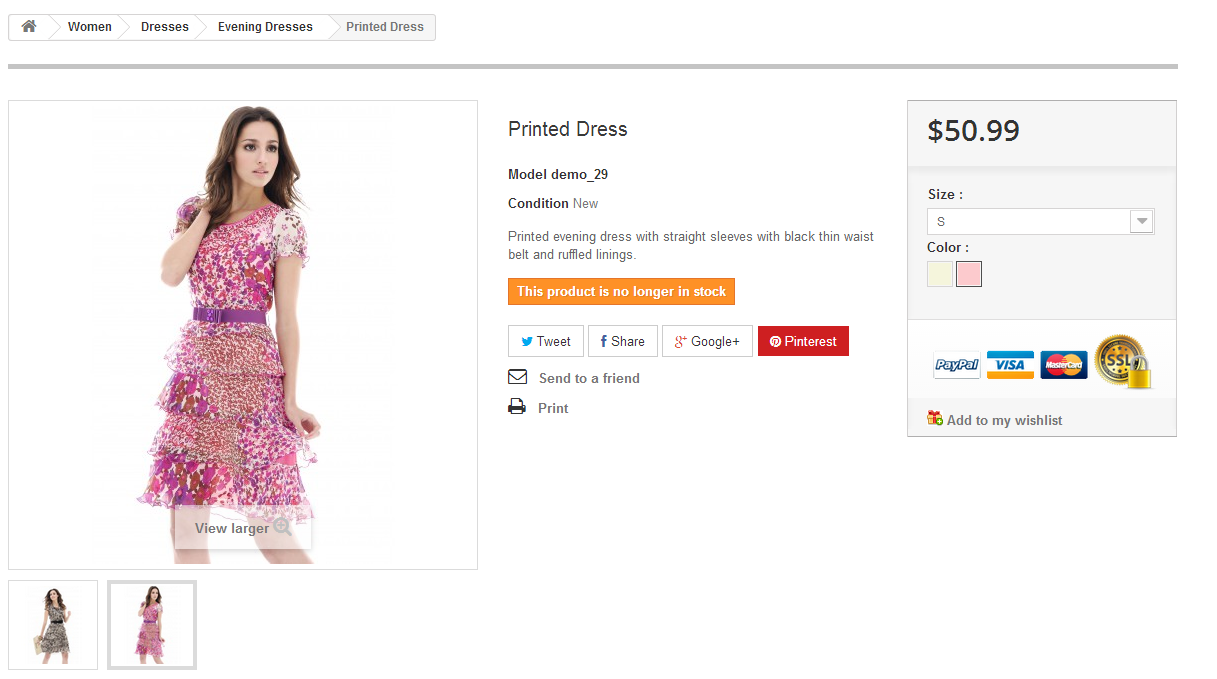 Women
Dresses
Evening Dresses
Printed Dress
Printed Dress
Model demo_29
Condition New
Printed evening dress with straight sleeves with black thin waist
belt and ruffled linings.
This product is no longer in stock
Tweet
Share
Google+
Pinterest
Send to a friend
Print
View larger
$50.99
Size :
S
Color :
PayPal
VISA
MasterCard
SSL
Add to my wishlist